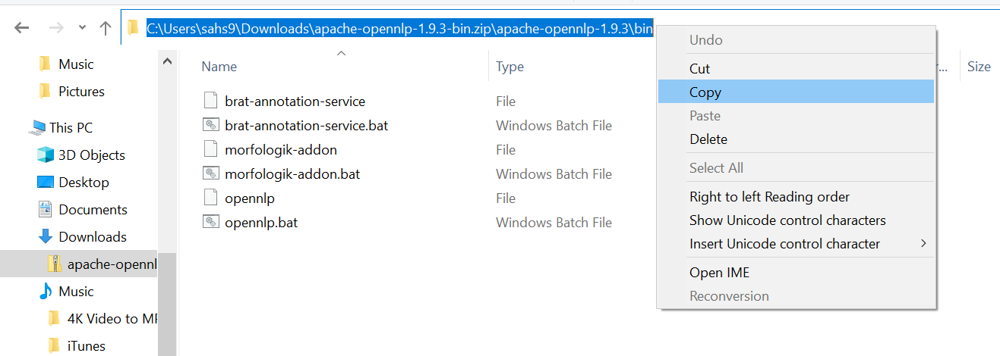 C:\Users\sahs9\Downloads\apache-opennlp-1.9.3-bin.zip\apache-opennlp-1.9.3\bin
Music
Pictures
This PC
3D Objects
Desktop
Documents
Downloads
apache-opennl
Music
4K Video to MP
iTunes
Name Type r... Size
brat-annotation-service File
brat-annotation-service.bat Windows Batch File
morfologik-addon File
morfologik-addon.bat Windows Batch File
opennlp File
opennlp.bat Windows Batch File
Undo
Cut
Copy
Paste
Delete
Select All
Right to left Reading order
Show Unicode control characters
Insert Unicode control character
Open IME
Reconversion